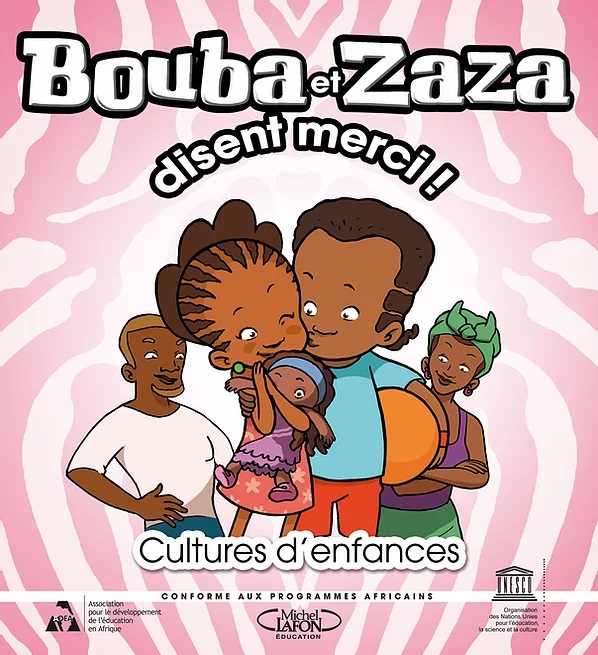 Bouba et Zaza
disent merci !
Cultures d'enfances
CONFORME AUX PROGRAMMES AFRICAINS
ADEA
Association
pour le développement
de l'éducation
en Afrique
Michel
LAFON
ÉDUCATION
UNESCO
Organisation
des Nations Unies
pour l'éducation,
la science et la culture